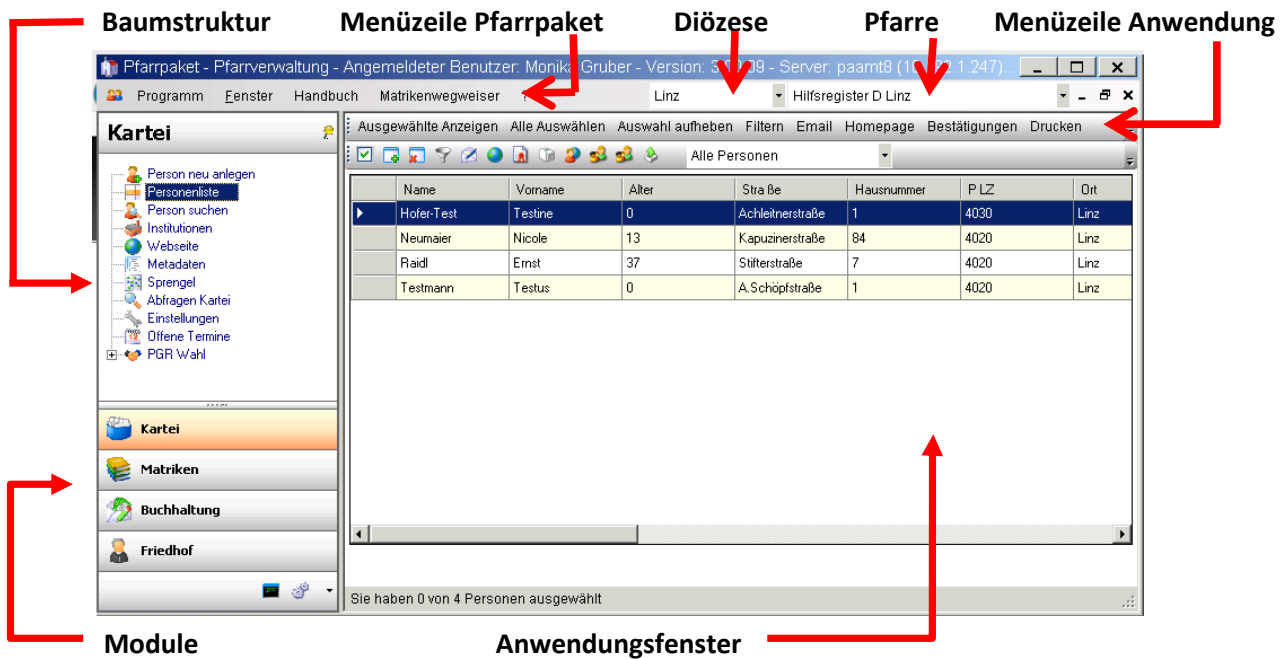 Baumstruktur Menüzeile Pfarrpaket Diözese Pfarre Menüzeile Anwendung
Pfarrpaket - Pfarrverwaltung - Angemeldeter Benutzer: Monika Gruber - Version: - Server: paamt8
Programm Fenster Handbuch Matrikenwegweiser ? Linz Hilfsregister D Linz
Kartei
Ausgewählte Anzeigen Alle Auswählen Auswahl aufheben Filtern Email Homepage Bestätigungen Drucken
Alle Personen
Person neu anlegen
Personenliste
Person suchen
Institutionen
Webseite
Metadaten
Sprengel
Abfragen Kartei
Einstellungen
Offene Termine
PGR Wahl
Name Vorname Alter Straße Hausnummer PLZ Ort
Hofer-Test Testine 0 Achleitnerstraße 1 4030 Linz
Neumaier Nicole 13 Kapuzinerstraße 84 4020 Linz
Raidl Ernst 37 Stifterstraße 7 4020 Linz
Testmann Testus 0 A.Schöpfstraße 1 4020 Linz
Kartei
Matriken
Buchhaltung
Friedhof
Sie haben 0 von 4 Personen ausgewählt
Module Anwendungsfenster